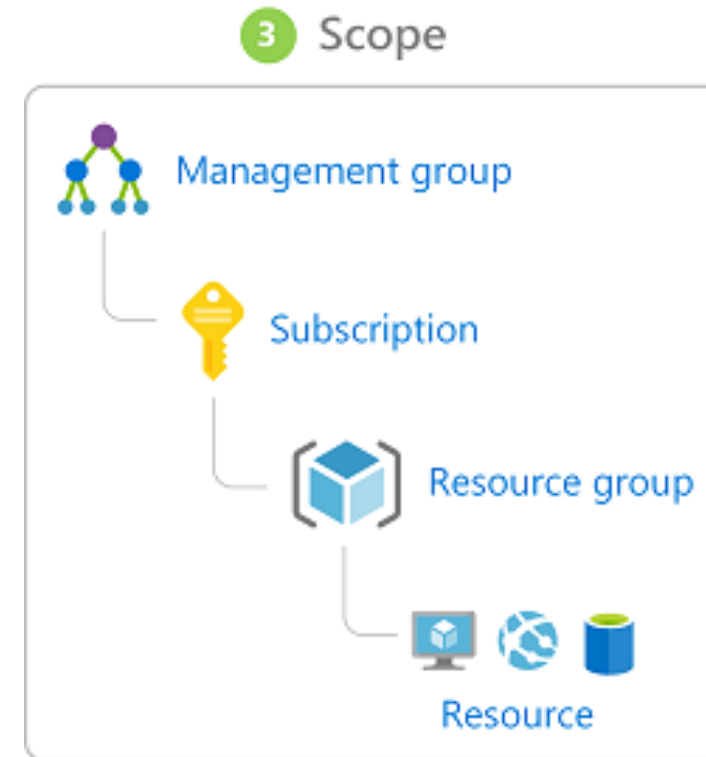 3 Scope
Management group
Subscription
Resource group
Resource